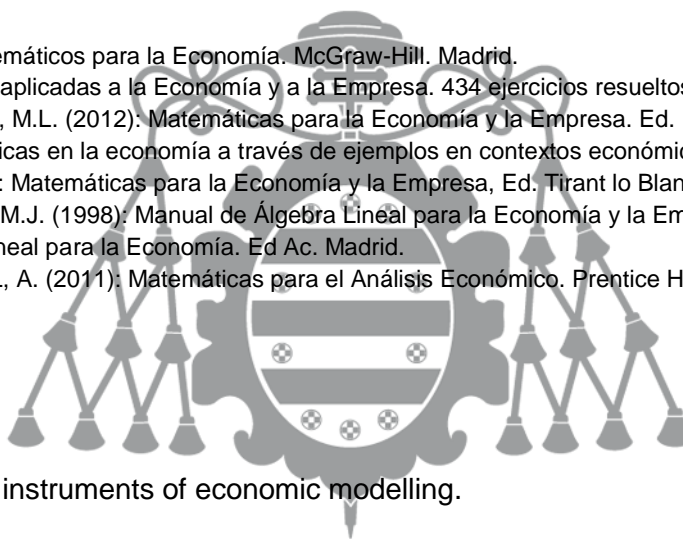 emáticos para la Economía. McGraw-Hill. Madrid.
aplicadas a la Economía y a la Empresa. 434 ejercicios resueltos
, M.L. (2012): Matemáticas para la Economía y la Empresa. Ed.
icas en la economía a través de ejemplos en contextos económic
: Matemáticas para la Economía y la Empresa, Ed. Tirant lo Blan
M.J. (1998): Manual de Álgebra Lineal para la Economía y la Em
neal para la Economía. Ed Ac. Madrid.
, A. (2011): Matemáticas para el Análisis Económico. Prentice H
instruments of economic modelling.